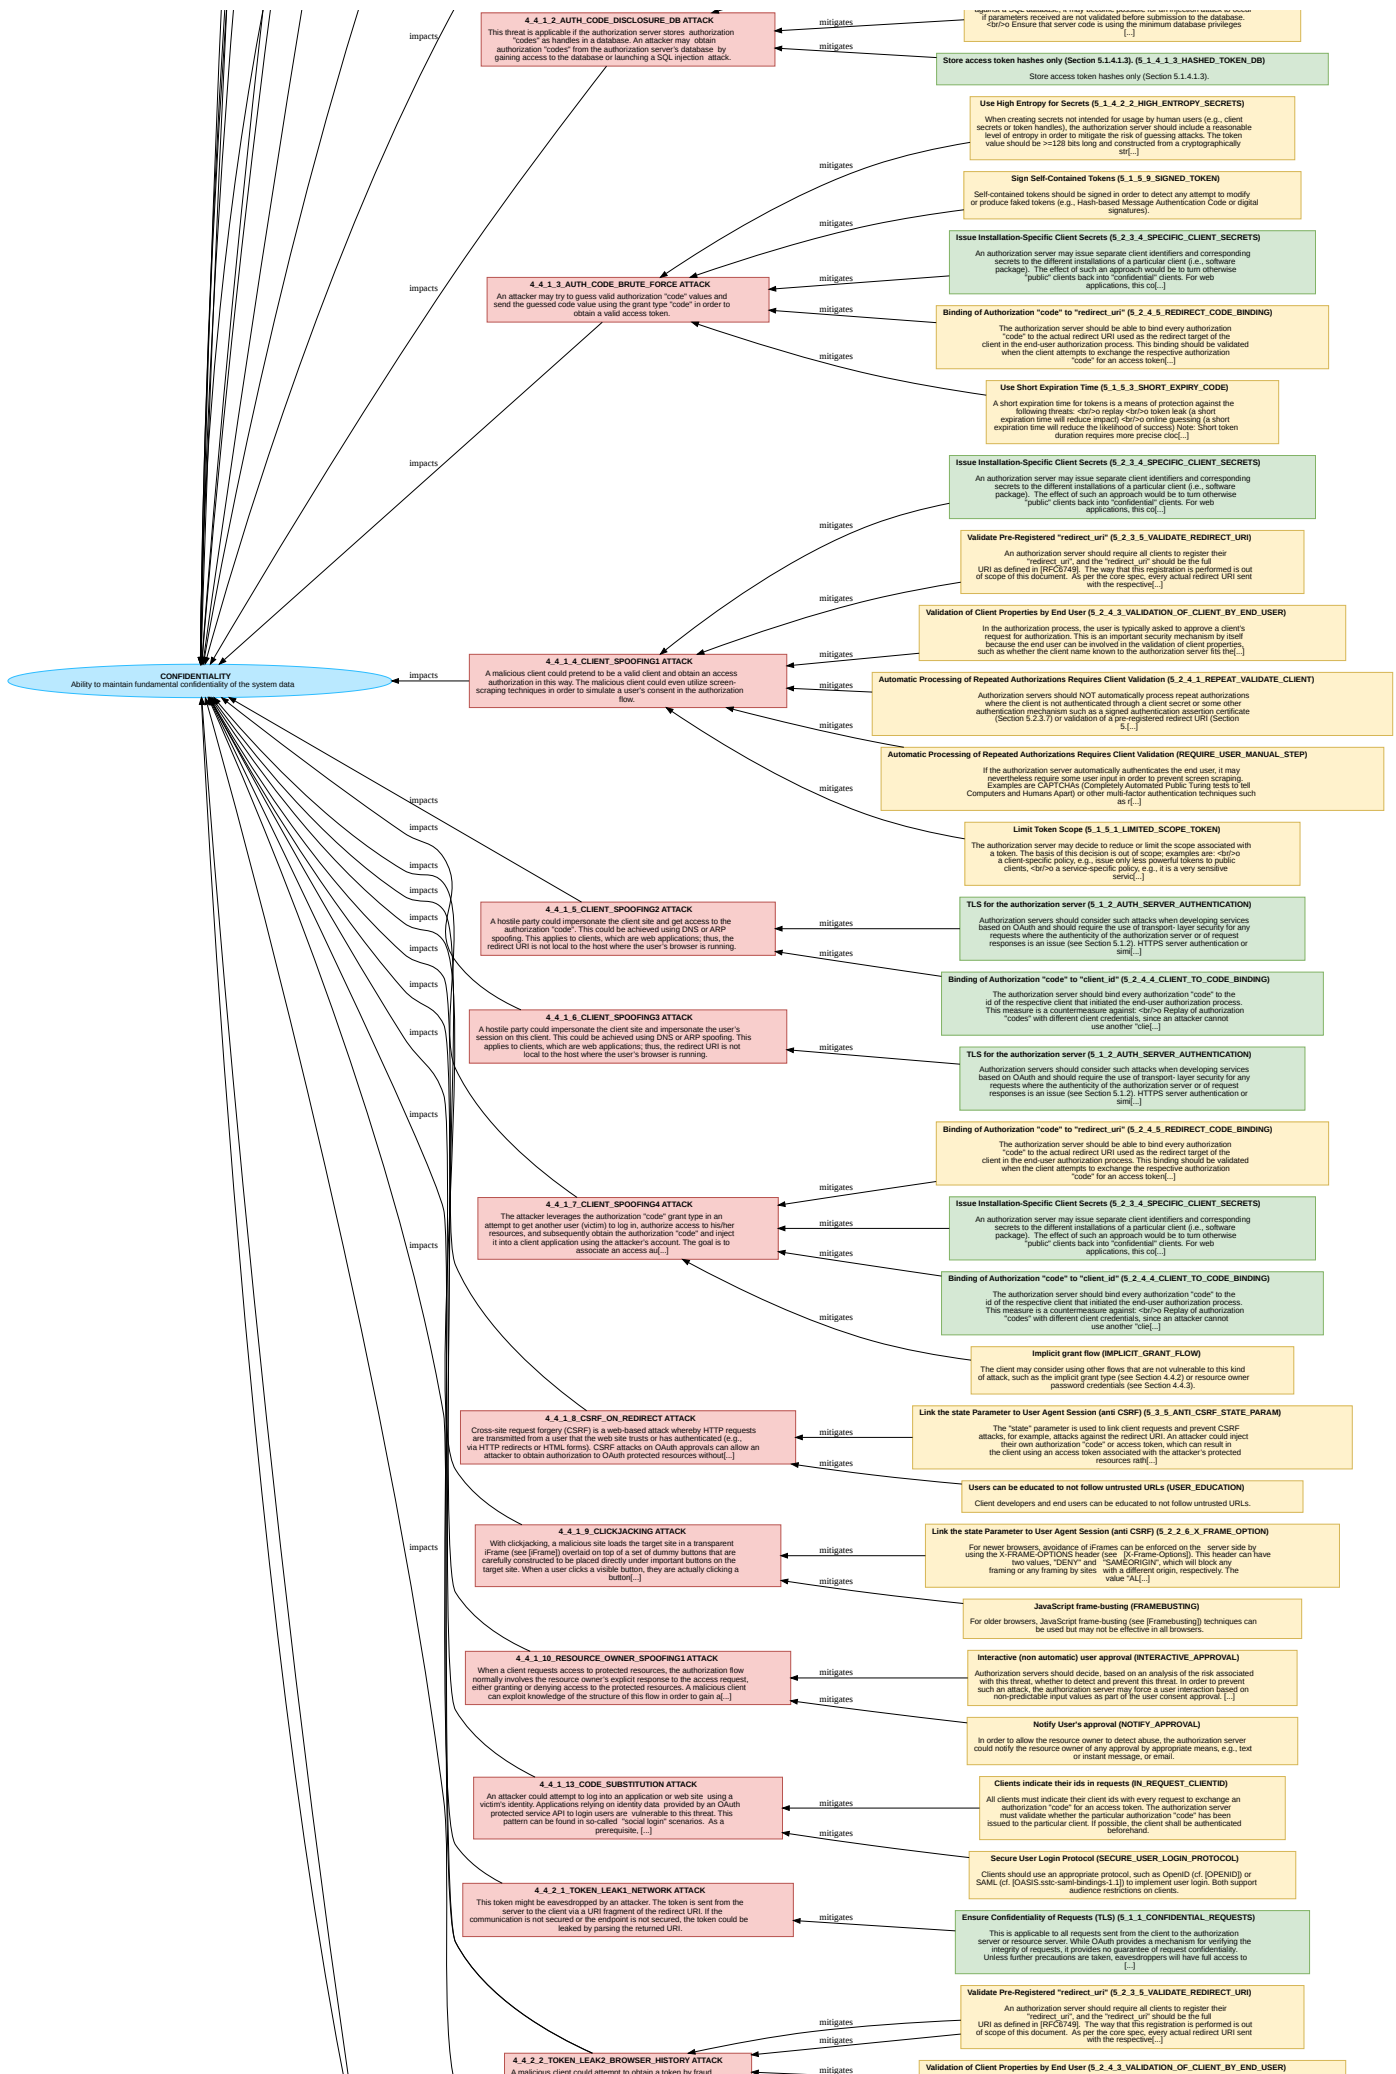 impacts
4_4_1_2_AUTH_CODE_DISCLOSURE_DB ATTACK
This threat is applicable if the authorization server stores  authorization
"codes" as handles in a database. An attacker may  obtain
authorization "codes" from the authorization server's database  by
gaining access to the database or launching a SQL injection  attack.
mitigates
mitigates
against a SQL database, it may become possible for an injection attack to occur
if parameters received are not validated before submission to the database.
<br/>o Ensure that server code is using the minimum database privileges
[...]
Store access token hashes only (Section 5.1.4.1.3). (5_1_4_1_3_HASHED_TOKEN_DB)
Store access token hashes only (Section 5.1.4.1.3).
Use High Entropy for Secrets (5_1_4_2_2_HIGH_ENTROPY_SECRETS)
When creating secrets not intended for usage by human users (e.g., client
secrets or token handles), the authorization server should include a reasonable
level of entropy in order to mitigate the risk of guessing attacks. The token
value should be >=128 bits long and constructed from a cryptographically
str[...]
mitigates
Sign Self-Contained Tokens (5_1_5_9_SIGNED_TOKEN)
Self-contained tokens should be signed in order to detect any attempt to modify
or produce faked tokens (e.g., Hash-based Message Authentication Code or digital
signatures).
mitigates
Issue Installation-Specific Client Secrets (5_2_3_4_SPECIFIC_CLIENT_SECRETS)
An authorization server may issue separate client identifiers and corresponding
secrets to the different installations of a particular client (i.e., software
package).  The effect of such an approach would be to turn otherwise
"public" clients back into "confidential" clients. For web
applications, this co[...]
mitigates
impacts
4_4_1_3_AUTH_CODE_BRUTE_FORCE ATTACK
An attacker may try to guess valid authorization "code" values and
send the guessed code value using the grant type "code" in order to
obtain a valid access token.
mitigates
Binding of Authorization "code" to "redirect_uri" (5_2_4_5_REDIRECT_CODE_BINDING)
The authorization server should be able to bind every authorization
"code" to the actual redirect URI used as the redirect target of the
client in the end-user authorization process. This binding should be validated
when the client attempts to exchange the respective authorization
"code" for an access token[...]
mitigates
Use Short Expiration Time (5_1_5_3_SHORT_EXPIRY_CODE)
A short expiration time for tokens is a means of protection against the
following threats: <br/>o replay <br/>o token leak (a short
expiration time will reduce impact) <br/>o online guessing (a short
expiration time will reduce the likelihood of success) Note: Short token
duration requires more precise cloc[...]
impacts
Issue Installation-Specific Client Secrets (5_2_3_4_SPECIFIC_CLIENT_SECRETS)
An authorization server may issue separate client identifiers and corresponding
secrets to the different installations of a particular client (i.e., software
package).  The effect of such an approach would be to turn otherwise
"public" clients back into "confidential" clients. For web
applications, this co[...]
mitigates
Validate Pre-Registered "redirect_uri" (5_2_3_5_VALIDATE_REDIRECT_URI)
An authorization server should require all clients to register their
"redirect_uri", and the "redirect_uri" should be the full
URI as defined in [RFC6749].  The way that this registration is performed is out
of scope of this document.  As per the core spec, every actual redirect URI sent
with the respective[...]
mitigates
Validation of Client Properties by End User (5_2_4_3_VALIDATION_OF_CLIENT_BY_END_USER)
In the authorization process, the user is typically asked to approve a client's
request for authorization. This is an important security mechanism by itself
because the end user can be involved in the validation of client properties,
such as whether the client name known to the authorization server fits the[...]
mitigates
CONFIDENTIALITY
Ability to maintain fundamental confidentiality of the system data
impacts
4_4_1_4_CLIENT_SPOOFING1 ATTACK
A malicious client could pretend to be a valid client and obtain an access
authorization in this way. The malicious client could even utilize screen-
scraping techniques in order to simulate a user's consent in the authorization
flow.
mitigates
Automatic Processing of Repeated Authorizations Requires Client Validation (5_2_4_1_REPEAT_VALIDATE_CLIENT)
Authorization servers should NOT automatically process repeat authorizations
where the client is not authenticated through a client secret or some other
authentication mechanism such as a signed authentication assertion certificate
(Section 5.2.3.7) or validation of a pre-registered redirect URI (Section
5.[...]
mitigates
Automatic Processing of Repeated Authorizations Requires Client Validation (REQUIRE_USER_MANUAL_STEP)
If the authorization server automatically authenticates the end user, it may
nevertheless require some user input in order to prevent screen scraping.
Examples are CAPTCHAs (Completely Automated Public Turing tests to tell
Computers and Humans Apart) or other multi-factor authentication techniques such
as r[...]
mitigates
Limit Token Scope (5_1_5_1_LIMITED_SCOPE_TOKEN)
The authorization server may decide to reduce or limit the scope associated with
a token. The basis of this decision is out of scope; examples are: <br/>o
a client-specific policy, e.g., issue only less powerful tokens to public
clients, <br/>o a service-specific policy, e.g., it is a very sensitive
servic[...]
impacts
impacts
impacts
impacts
impacts
impacts
impacts
impacts
impacts
impacts
impacts
4_4_1_5_CLIENT_SPOOFING2 ATTACK
A hostile party could impersonate the client site and get access to the
authorization "code". This could be achieved using DNS or ARP
spoofing. This applies to clients, which are web applications; thus, the
redirect URI is not local to the host where the user's browser is running.
mitigates
TLS for the authorization server (5_1_2_AUTH_SERVER_AUTHENTICATION)
Authorization servers should consider such attacks when developing services
based on OAuth and should require the use of transport- layer security for any
requests where the authenticity of the authorization server or of request
responses is an issue (see Section 5.1.2). HTTPS server authentication or
simi[...]
mitigates
Binding of Authorization "code" to "client_id" (5_2_4_4_CLIENT_TO_CODE_BINDING)
The authorization server should bind every authorization "code" to the
id of the respective client that initiated the end-user authorization process.
This measure is a countermeasure against: <br/>o Replay of authorization
"codes" with different client credentials, since an attacker cannot
use another "clie[...]
4_4_1_6_CLIENT_SPOOFING3 ATTACK
A hostile party could impersonate the client site and impersonate the user's
session on this client. This could be achieved using DNS or ARP spoofing. This
applies to clients, which are web applications; thus, the redirect URI is not
local to the host where the user's browser is running.
mitigates
TLS for the authorization server (5_1_2_AUTH_SERVER_AUTHENTICATION)
Authorization servers should consider such attacks when developing services
based on OAuth and should require the use of transport- layer security for any
requests where the authenticity of the authorization server or of request
responses is an issue (see Section 5.1.2). HTTPS server authentication or
simi[...]
Binding of Authorization "code" to "redirect_uri" (5_2_4_5_REDIRECT_CODE_BINDING)
The authorization server should be able to bind every authorization
"code" to the actual redirect URI used as the redirect target of the
client in the end-user authorization process. This binding should be validated
when the client attempts to exchange the respective authorization
"code" for an access token[...]
mitigates
4_4_1_7_CLIENT_SPOOFING4 ATTACK
The attacker leverages the authorization "code" grant type in an
attempt to get another user (victim) to log in, authorize access to his/her
resources, and subsequently obtain the authorization "code" and inject
it into a client application using the attacker's account. The goal is to
associate an access au[...]
mitigates
Issue Installation-Specific Client Secrets (5_2_3_4_SPECIFIC_CLIENT_SECRETS)
An authorization server may issue separate client identifiers and corresponding
secrets to the different installations of a particular client (i.e., software
package).  The effect of such an approach would be to turn otherwise
"public" clients back into "confidential" clients. For web
applications, this co[...]
mitigates
Binding of Authorization "code" to "client_id" (5_2_4_4_CLIENT_TO_CODE_BINDING)
The authorization server should bind every authorization "code" to the
id of the respective client that initiated the end-user authorization process.
This measure is a countermeasure against: <br/>o Replay of authorization
"codes" with different client credentials, since an attacker cannot
use another "clie[...]
mitigates
Implicit grant flow (IMPLICIT_GRANT_FLOW)
The client may consider using other flows that are not vulnerable to this kind
of attack, such as the implicit grant type (see Section 4.4.2) or resource owner
password credentials (see Section 4.4.3).
4_4_1_8_CSRF_ON_REDIRECT ATTACK
Cross-site request forgery (CSRF) is a web-based attack whereby HTTP requests
are transmitted from a user that the web site trusts or has authenticated (e.g.,
via HTTP redirects or HTML forms). CSRF attacks on OAuth approvals can allow an
attacker to obtain authorization to OAuth protected resources without[...]
mitigates
Link the state Parameter to User Agent Session (anti CSRF) (5_3_5_ANTI_CSRF_STATE_PARAM)
The "state" parameter is used to link client requests and prevent CSRF
attacks, for example, attacks against the redirect URI. An attacker could inject
their own authorization "code" or access token, which can result in
the client using an access token associated with the attacker's protected
resources rath[...]
mitigates
Users can be educated to not follow untrusted URLs (USER_EDUCATION)
Client developers and end users can be educated to not follow untrusted URLs.
4_4_1_9_CLICKJACKING ATTACK
With clickjacking, a malicious site loads the target site in a transparent
iFrame (see [iFrame]) overlaid on top of a set of dummy buttons that are
carefully constructed to be placed directly under important buttons on the
target site. When a user clicks a visible button, they are actually clicking a
button[...]
mitigates
Link the state Parameter to User Agent Session (anti CSRF) (5_2_2_6_X_FRAME_OPTION)
For newer browsers, avoidance of iFrames can be enforced on the   server side by
using the X-FRAME-OPTIONS header (see   [X-Frame-Options]). This header can have
two values, "DENY" and   "SAMEORIGIN", which will block any
framing or any framing by sites   with a different origin, respectively. The
value "AL[...]
mitigates
JavaScript frame-busting (FRAMEBUSTING)
For older browsers, JavaScript frame-busting (see [Framebusting]) techniques can
be used but may not be effective in all browsers.
4_4_1_10_RESOURCE_OWNER_SPOOFING1 ATTACK
When a client requests access to protected resources, the authorization flow
normally involves the resource owner's explicit response to the access request,
either granting or denying access to the protected resources. A malicious client
can exploit knowledge of the structure of this flow in order to gain a[...]
mitigates
Interactive (non automatic) user approval (INTERACTIVE_APPROVAL)
Authorization servers should decide, based on an analysis of the risk associated
with this threat, whether to detect and prevent this threat. In order to prevent
such an attack, the authorization server may force a user interaction based on
non-predictable input values as part of the user consent approval. [...]
mitigates
Notify User's approval (NOTIFY_APPROVAL)
In order to allow the resource owner to detect abuse, the authorization server
could notify the resource owner of any approval by appropriate means, e.g., text
or instant message, or email.
4_4_1_13_CODE_SUBSTITUTION ATTACK
An attacker could attempt to log into an application or web site  using a
victim's identity. Applications relying on identity data  provided by an OAuth
protected service API to login users are  vulnerable to this threat. This
pattern can be found in so-called  "social login" scenarios.  As a
prerequisite, [...]
mitigates
Clients indicate their ids in requests (IN_REQUEST_CLIENTID)
All clients must indicate their client ids with every request to exchange an
authorization "code" for an access token. The authorization server
must validate whether the particular authorization "code" has been
issued to the particular client. If possible, the client shall be authenticated
beforehand.
mitigates
Secure User Login Protocol (SECURE_USER_LOGIN_PROTOCOL)
Clients should use an appropriate protocol, such as OpenID (cf. [OPENID]) or
SAML (cf. [OASIS.sstc-saml-bindings-1.1]) to implement user login. Both support
audience restrictions on clients.
4_4_2_1_TOKEN_LEAK1_NETWORK ATTACK
This token might be eavesdropped by an attacker. The token is sent from the
server to the client via a URI fragment of the redirect URI. If the
communication is not secured or the endpoint is not secured, the token could be
leaked by parsing the returned URI.
mitigates
Ensure Confidentiality of Requests (TLS) (5_1_1_CONFIDENTIAL_REQUESTS)
This is applicable to all requests sent from the client to the authorization
server or resource server. While OAuth provides a mechanism for verifying the
integrity of requests, it provides no guarantee of request confidentiality.
Unless further precautions are taken, eavesdroppers will have full access to
[...]
Validate Pre-Registered "redirect_uri" (5_2_3_5_VALIDATE_REDIRECT_URI)
An authorization server should require all clients to register their
"redirect_uri", and the "redirect_uri" should be the full
URI as defined in [RFC6749].  The way that this registration is performed is out
of scope of this document.  As per the core spec, every actual redirect URI sent
with the respective[...]
mitigates
mitigates
4_4_2_2_TOKEN_LEAK2_BROWSER_HISTORY ATTACK
A malicious client could attempt to obtain a token by fraud.
mitigates
Validation of Client Properties by End User (5_2_4_3_VALIDATION_OF_CLIENT_BY_END_USER)